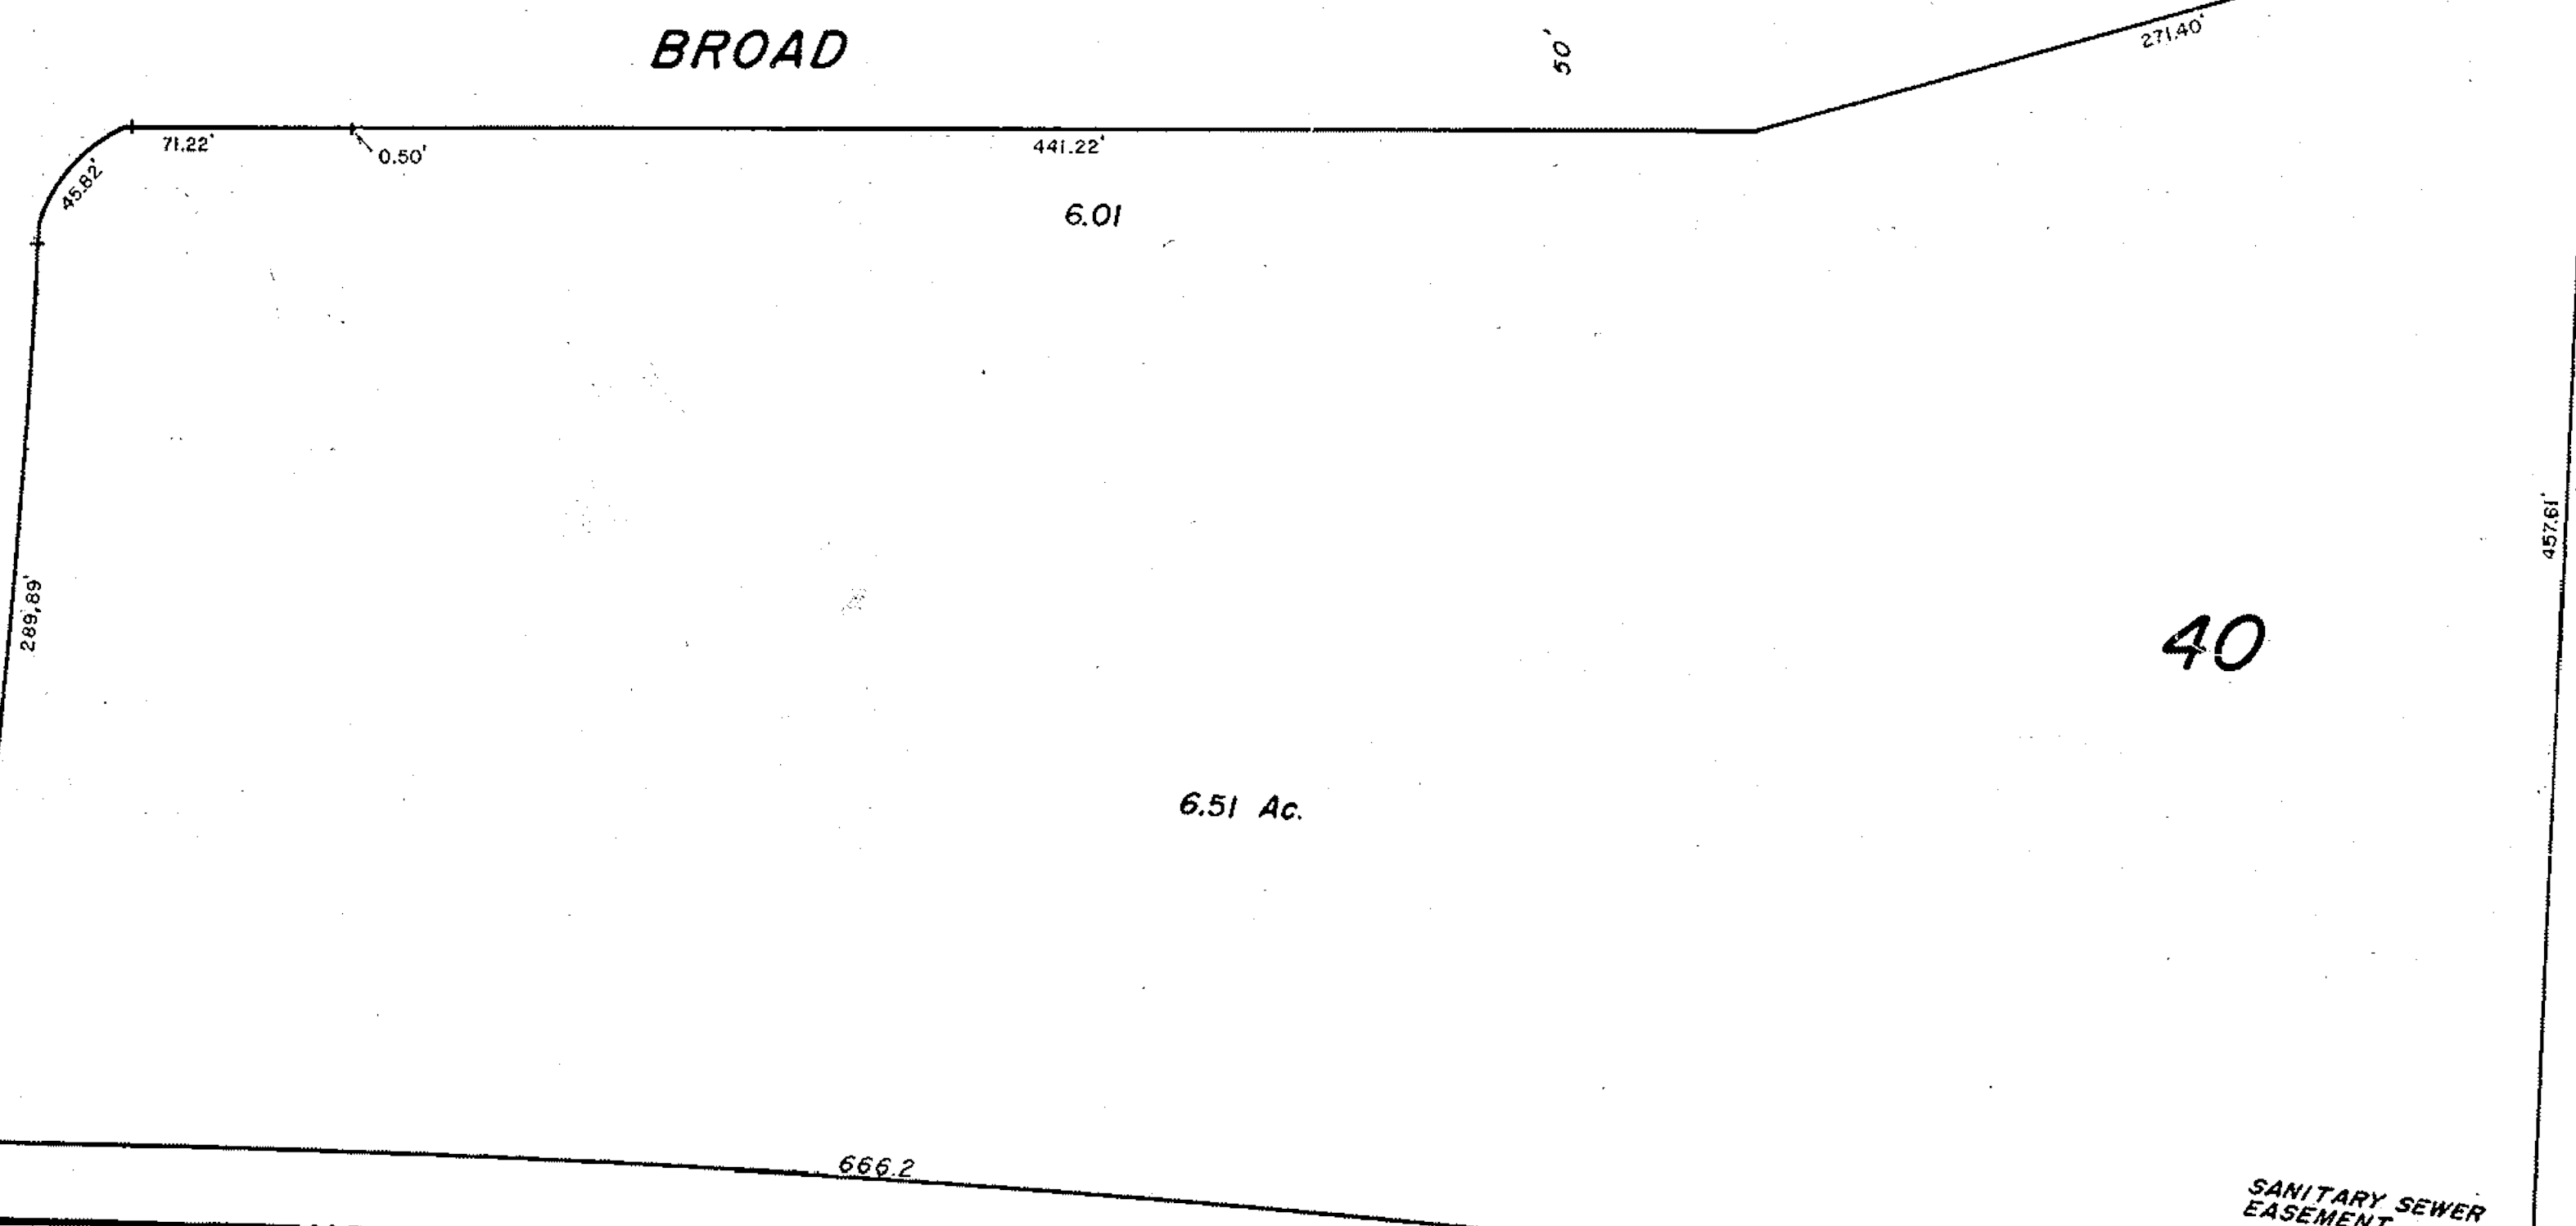 BROAD
50'
271.40'
71.22'
0.50'
441.22'
45.82'
6.01
457.61'
289.89'
40
6.51 Ac.
666.2
SANITARY SEWER
EASEMENT